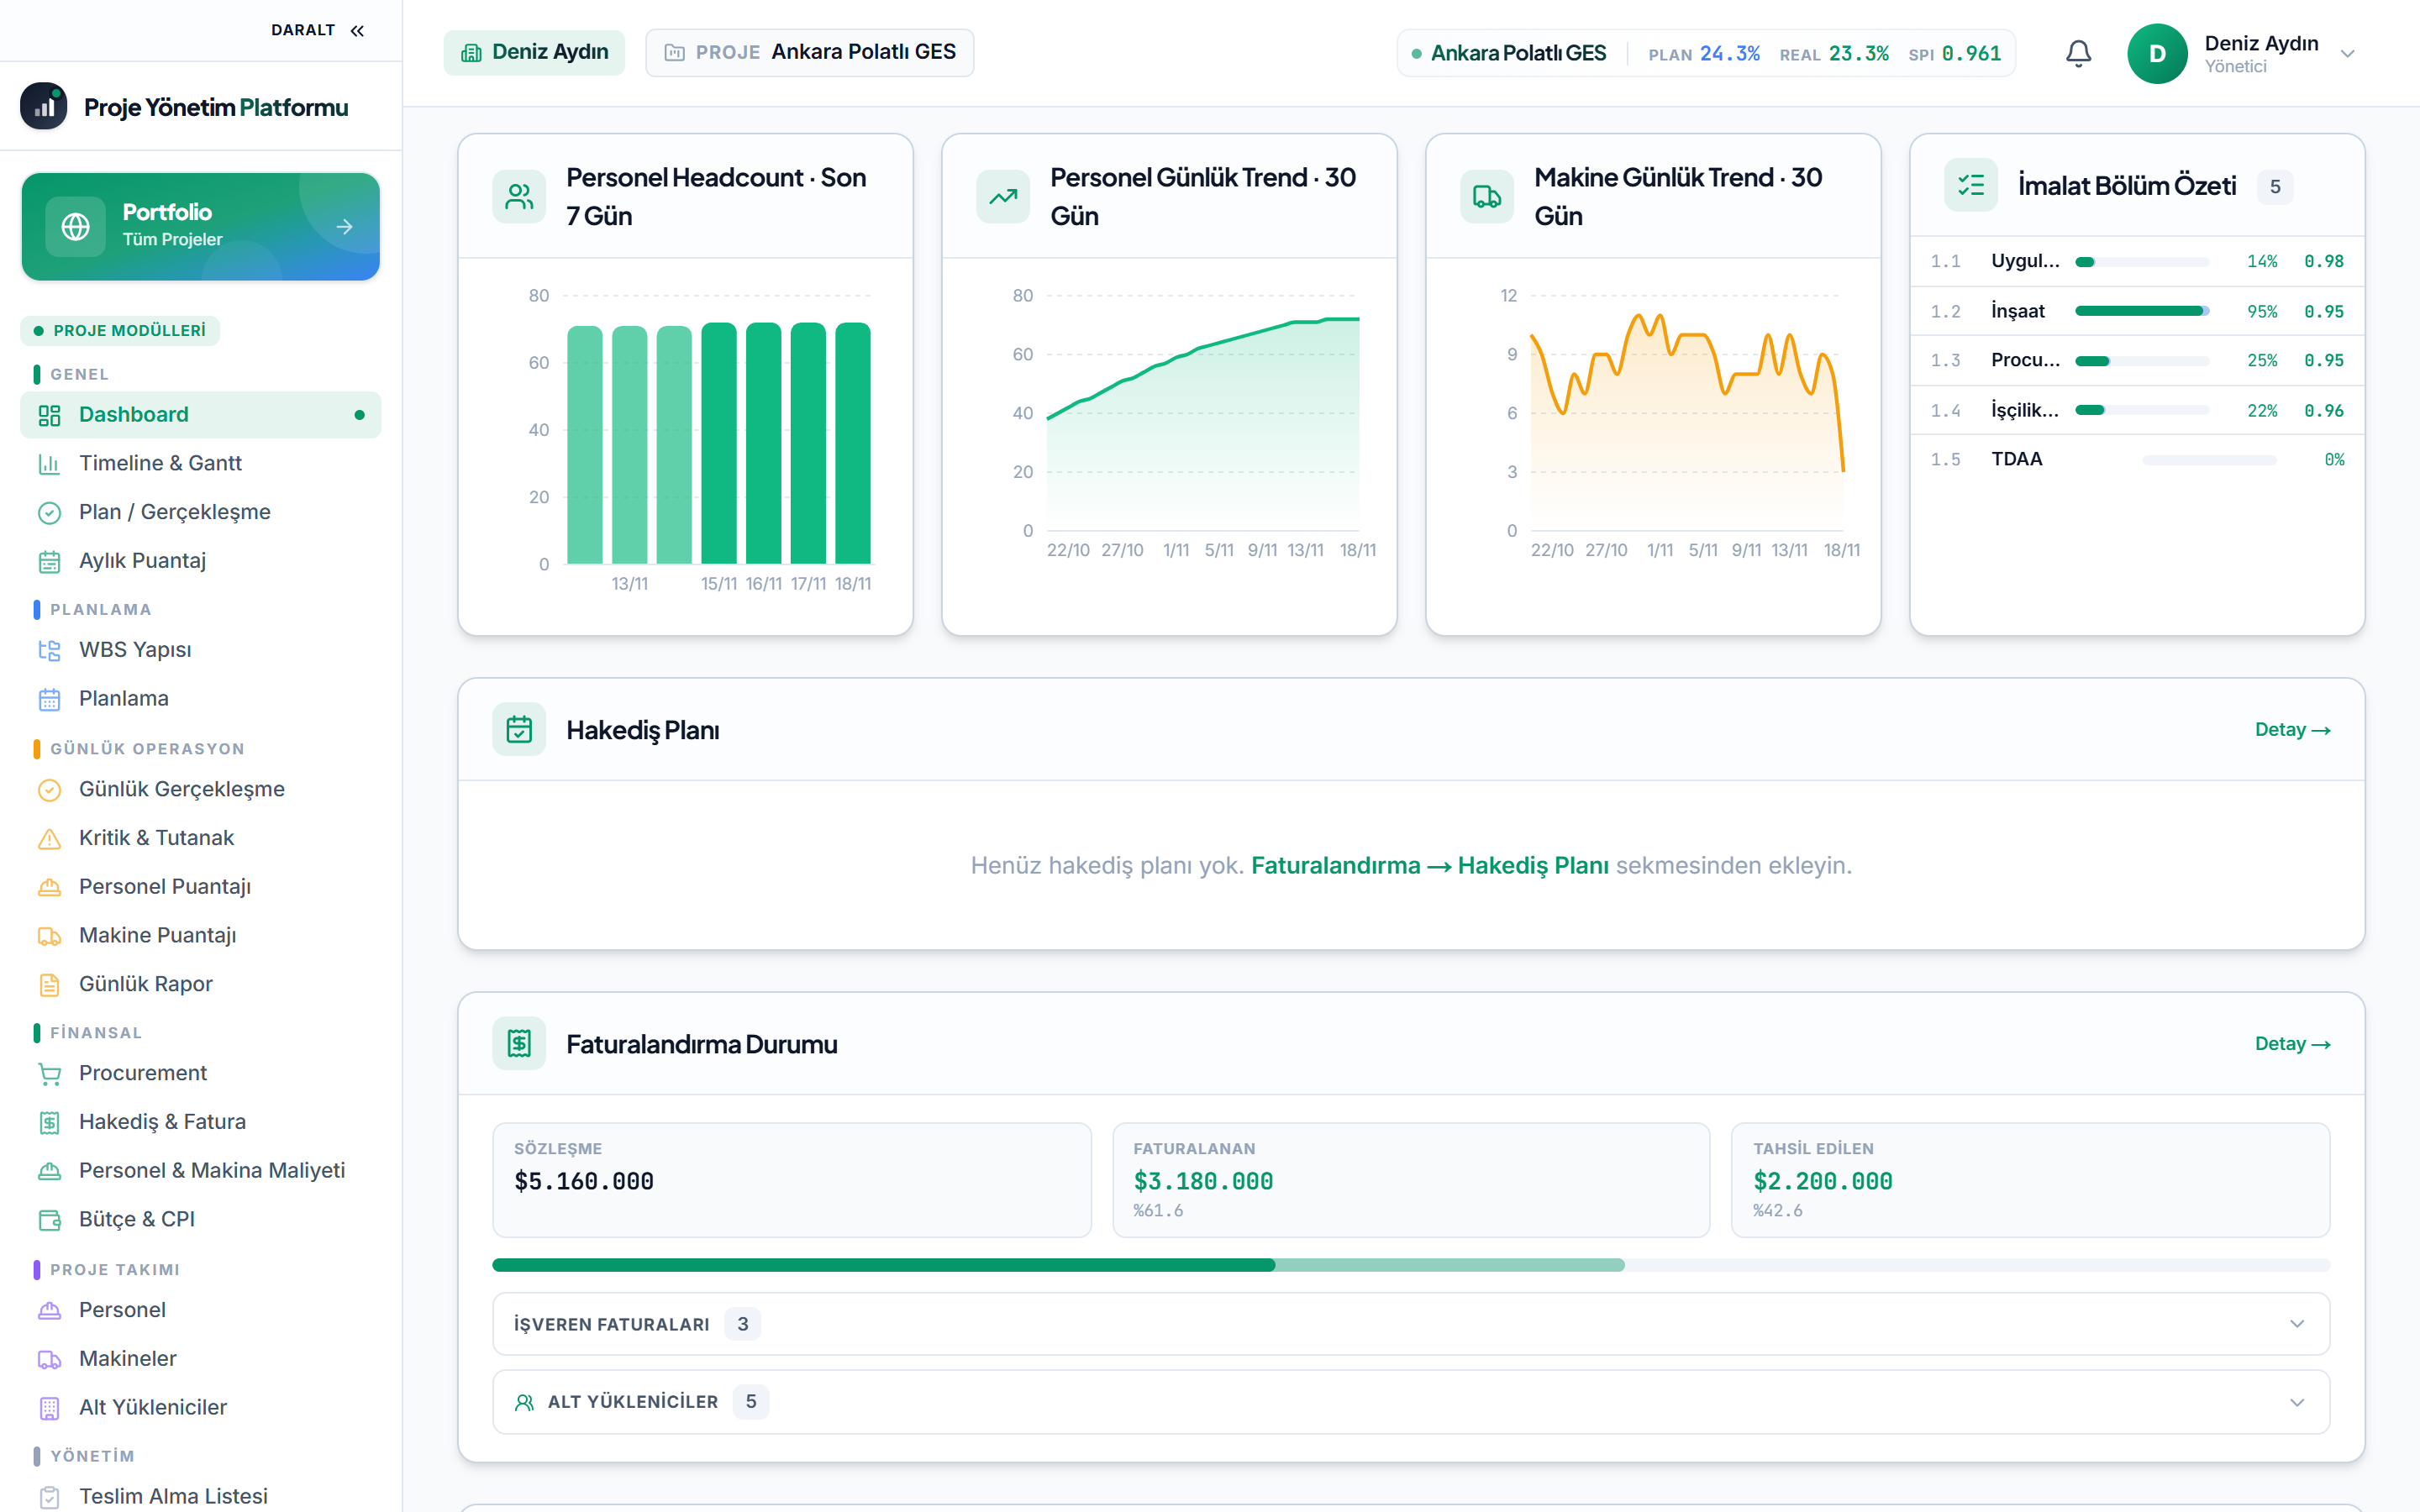 DARALT
Proje Yönetim Platformu
Portfolio
Tüm Projeler
PROJE MODÜLLERİ
GENEL
Dashboard
Timeline & Gantt
Plan / Gerçekleşme
Aylık Puantaj
PLANLAMA
WBS Yapısı
Planlama
GÜNLÜK OPERASYON
Günlük Gerçekleşme
Kritik & Tutanak
Personel Puantajı
Makine Puantajı
Günlük Rapor
FİNANSAL
Procurement
Hakediş & Fatura
Personel & Makina Maliyeti
Bütçe & CPI
PROJE TAKIMI
Personel
Makineler
Alt Yükleniciler
YÖNETİM
Teslim Alma Listesi
Deniz Aydın
PROJE Ankara Polatlı GES
Ankara Polatlı GES PLAN 24.3% REAL 23.3% SPI 0.961
D
Deniz Aydın
Yönetici
Personel Headcount · Son
7 Gün
80
60
40
20
0
13/11 15/11 16/11 17/11 18/11
Personel Günlük Trend · 30
Gün
80
60
40
20
0
22/10 27/10 1/11 5/11 9/11 13/11 18/11
Makine Günlük Trend · 30
Gün
12
9
6
3
0
22/10 27/10 1/11 5/11 9/11 13/11 18/11
İmalat Bölüm Özeti 5
1.1 Uygul... 14% 0.98
1.2 İnşaat 95% 0.95
1.3 Procu... 25% 0.95
1.4 İşçilik... 22% 0.96
1.5 TDAA 0%
Hakediş Planı
Detay →
Henüz hakediş planı yok. Faturalandırma → Hakediş Planı sekmesinden ekleyin.
Faturalandırma Durumu
Detay →
SÖZLEŞME
$5.160.000
FATURALANAN
$3.180.000
%61.6
TAHSİL EDİLEN
$2.200.000
%42.6
İŞVEREN FATURALARI 3
ALT YÜKLENİCİLER 5